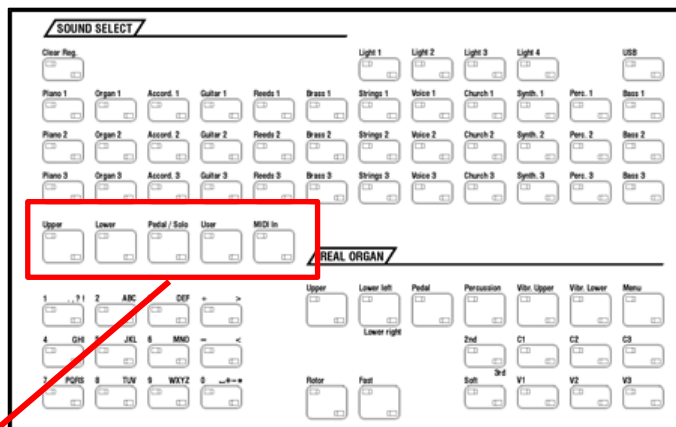 SOUND SELECT
Clear Reg. Light 1 Light 2 Light 3 Light 4 USB
Piano 1 Organ 1 Accord. 1 Guitar 1 Reeds 1 Brass 1 Strings 1 Voice 1 Church 1 Synth. 1 Perc. 1 Bass 1
Piano 2 Organ 2 Accord. 2 Guitar 2 Reeds 2 Brass 2 Strings 2 Voice 2 Church 2 Synth. 2 Perc. 2 Bass 2
Piano 3 Organ 3 Accord. 3 Guitar 3 Reeds 3 Brass 3 Strings 3 Voice 3 Church 3 Synth. 3 Perc. 3 Bass 3
Upper Lower Pedal / Solo User MIDI In
REAL ORGAN
Upper Lower left Pedal Percussion Vibr. Upper Vibr. Lower Menu
1 ..?! 2 ABC DEF + >
Lower right
4 GHI JKL 6 MNO – <
2nd C1 C2 C3
3rd
7 PQRS 8 TUV 9 WXYZ 0
Rotor Fast Soft V1 V2 V3